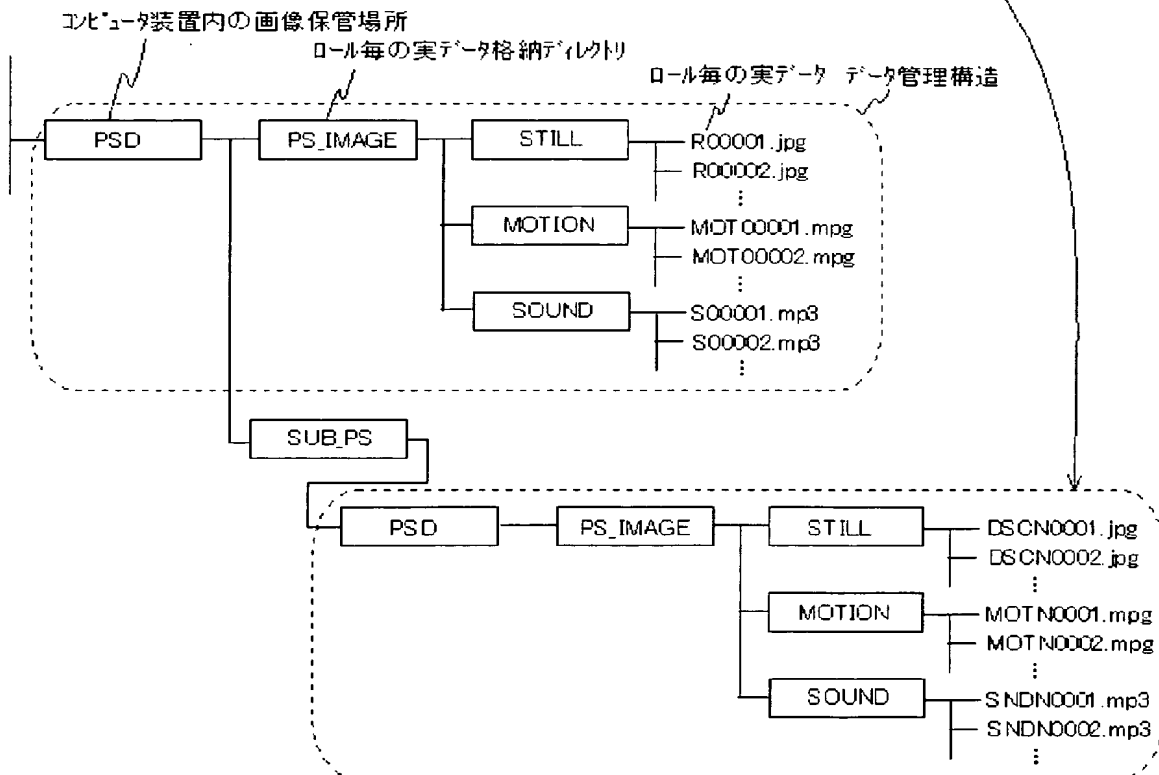 コンピュータ装置内の画像保管場所
ロール毎の実データ格納ディレクトリ
ロール毎の実データ データ管理構造
PSD
PS_IMAGE
STILL
R00001.jpg
R00002.jpg
⋮
MOTION
MOT00001.mpg
MOT00002.mpg
⋮
SOUND
S00001.mp3
S00002.mp3
⋮
SUB_PS
PSD
PS_IMAGE
STILL
DSCN0001.jpg
DSCN0002.jpg
⋮
MOTION
MOTN0001.mpg
MOTN0002.mpg
⋮
SOUND
SNDN0001.mp3
SNDN0002.mp3
⋮